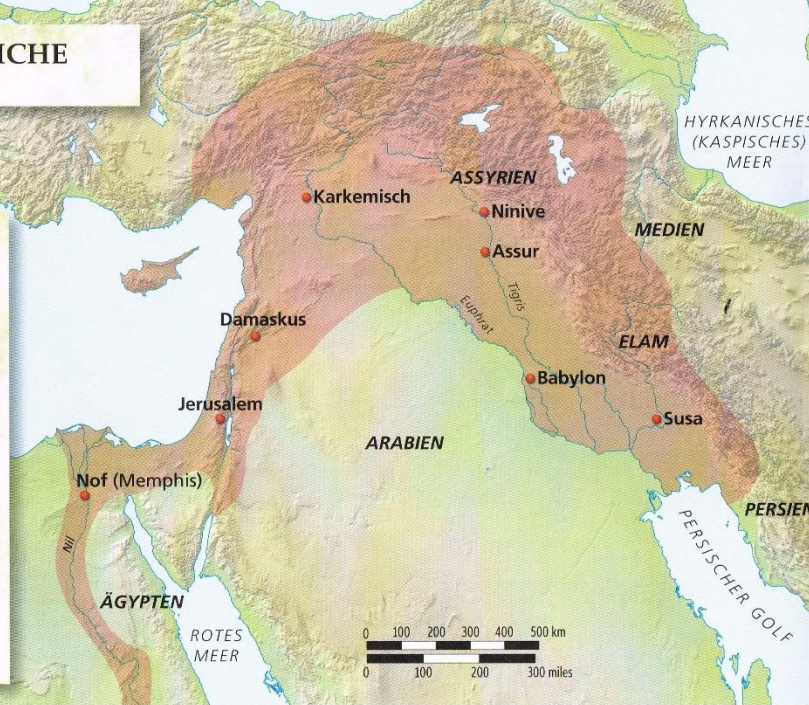 ICHE
HYRKANISCHES
(KASPISCHES)
MEER
ASSYRIEN
Karkemisch
Ninive
MEDIEN
Assur
Tigris
Euphrat
Damaskus
ELAM
Babylon
Jerusalem
Susa
ARABIEN
Nof (Memphis)
PERSIEN
PERSISCHER GOLF
Nil
ÄGYPTEN
ROTES
MEER
0 100 200 300 400 500 km
0 100 200 300 miles